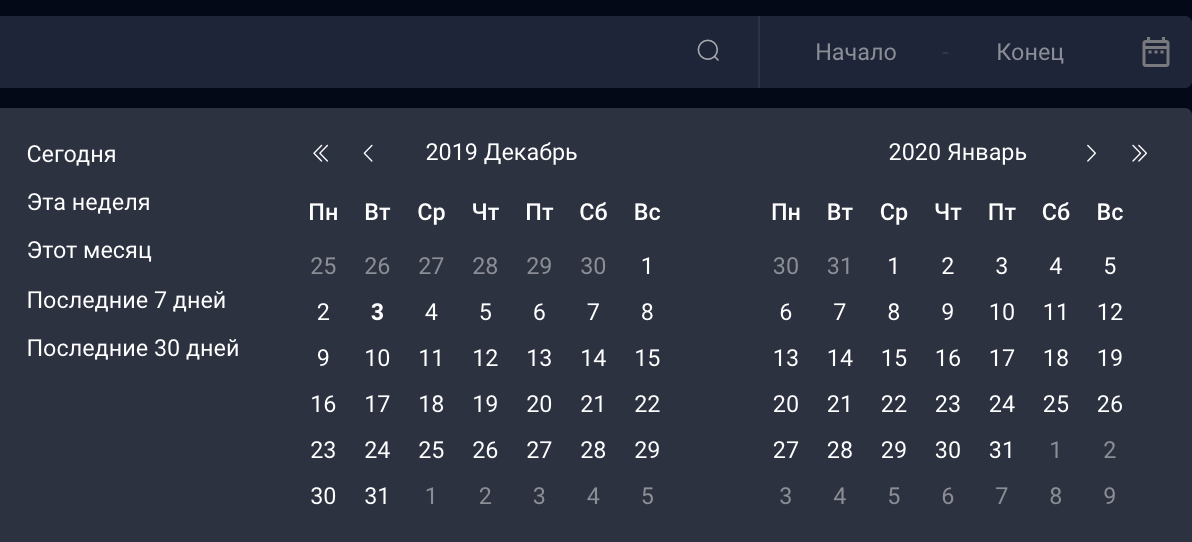 Начало - Конец
Сегодня
Эта неделя
Этот месяц
Последние 7 дней
Последние 30 дней
2019 Декабрь
Пн Вт Ср Чт Пт Сб Вс
25 26 27 28 29 30 1
2 3 4 5 6 7 8
9 10 11 12 13 14 15
16 17 18 19 20 21 22
23 24 25 26 27 28 29
30 31 1 2 3 4 5
2020 Январь
Пн Вт Ср Чт Пт Сб Вс
30 31 1 2 3 4 5
6 7 8 9 10 11 12
13 14 15 16 17 18 19
20 21 22 23 24 25 26
27 28 29 30 31 1 2
3 4 5 6 7 8 9